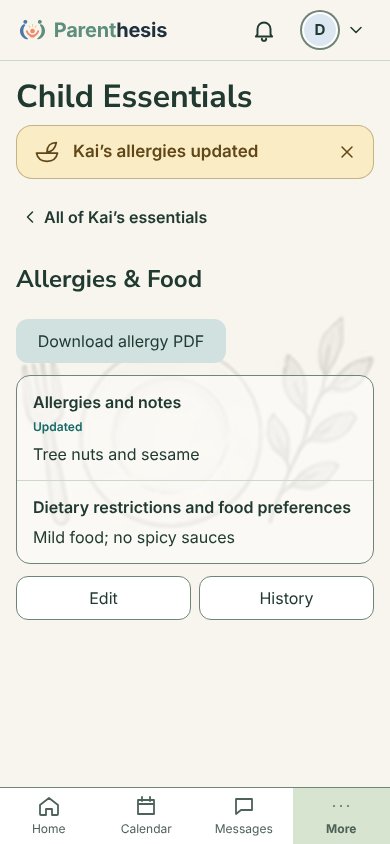 Parenthesis
D
Child Essentials
Kai’s allergies updated
All of Kai’s essentials
Allergies & Food
Download allergy PDF
Allergies and notes
Updated
Tree nuts and sesame
Dietary restrictions and food preferences
Mild food; no spicy sauces
Edit
History
Home
Calendar
Messages
More